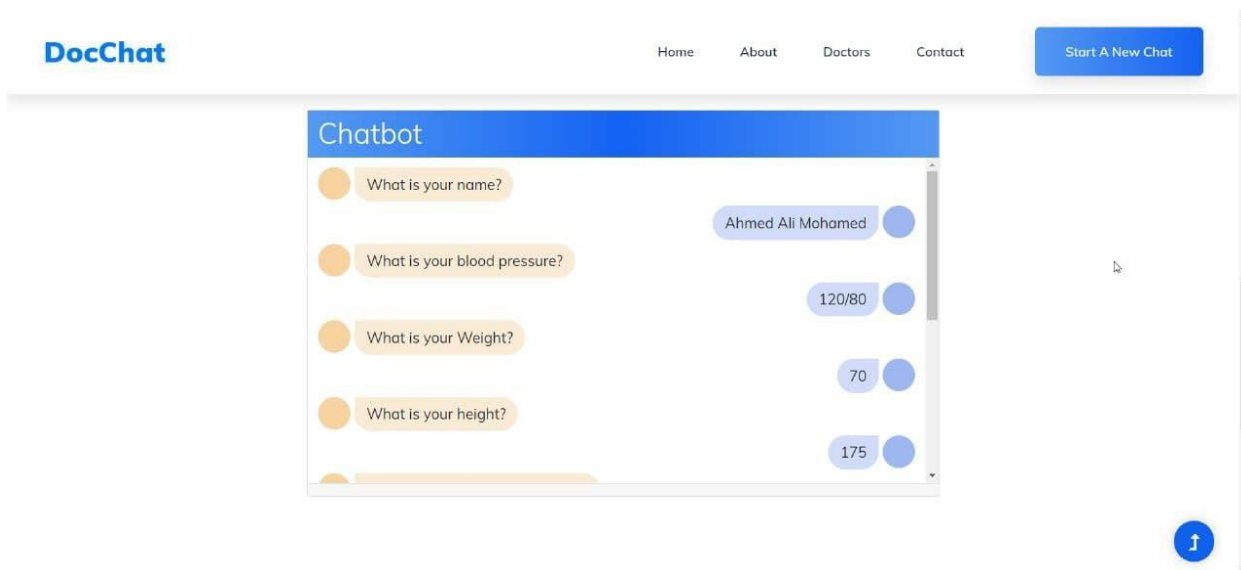 DocChat
Home About Doctors Contact Start A New Chat
Chatbot
What is your name?
Ahmed Ali Mohamed
What is your blood pressure?
120/80
What is your Weight?
70
What is your height?
175